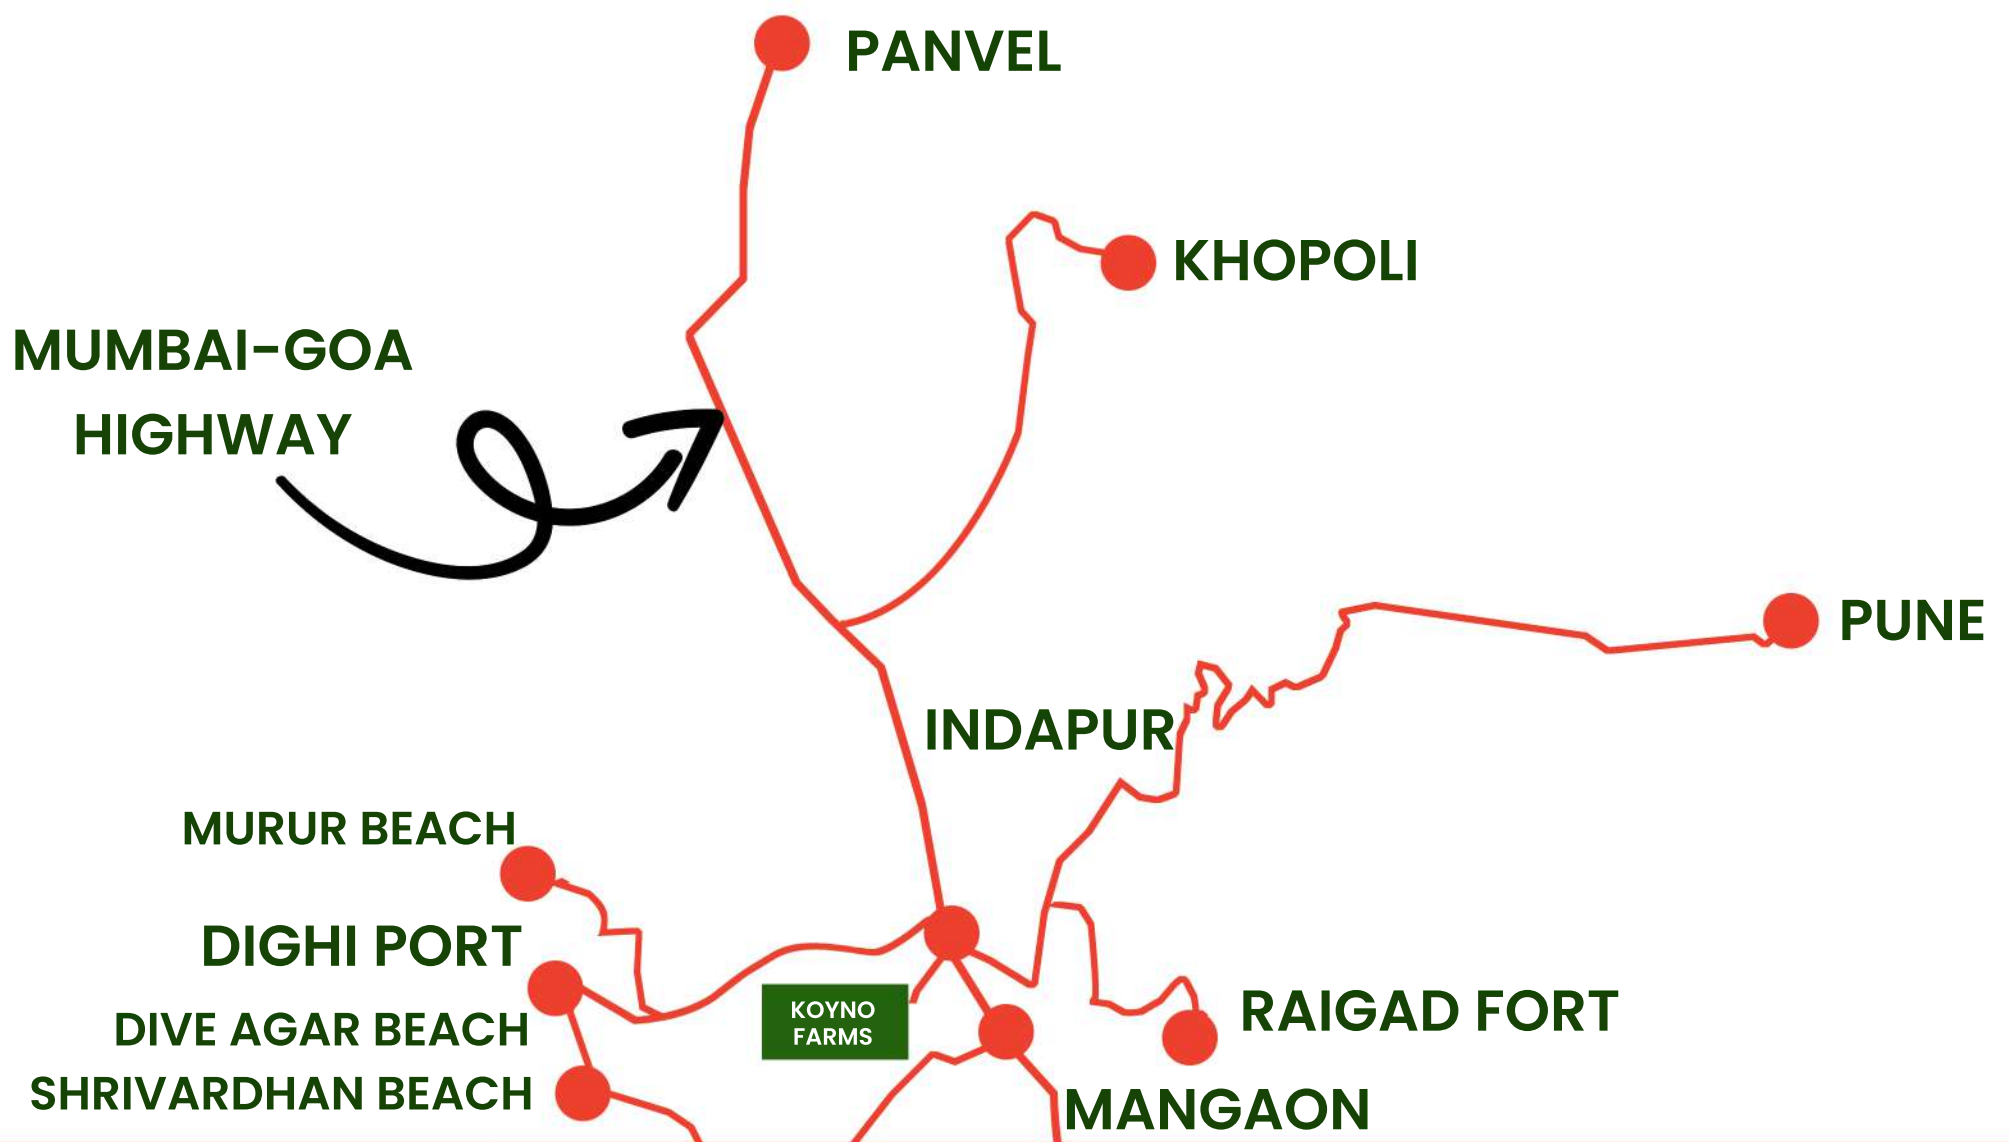 PANVEL
KHOPOLI
MUMBAI-GOA
HIGHWAY
PUNE
INDAPUR
MURUR BEACH
DIGHI PORT
DIVE AGAR BEACH
SHRIVARDHAN BEACH
KOYNO
FARMS
RAIGAD FORT
MANGAON